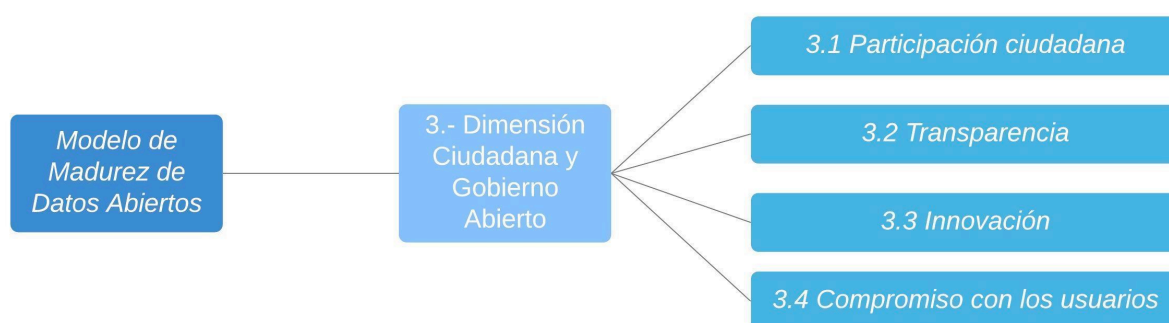 Modelo de
Madurez de
Datos Abiertos
3.- Dimensión
Ciudadana y
Gobierno
Abierto
3.1 Participación ciudadana
3.2 Transparencia
3.3 Innovación
3.4 Compromiso con los usuarios